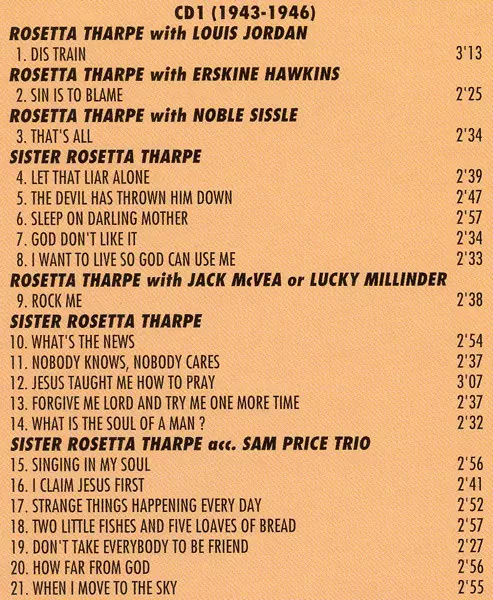 CD1 (1943-1946)
ROSETTA THARPE with LOUIS JORDAN
1. DIS TRAIN 3'13
ROSETTA THARPE with ERSKINE HAWKINS
2. SIN IS TO BLAME 2'25
ROSETTA THARPE with NOBLE SISSLE
3. THAT'S ALL 2'34
SISTER ROSETTA THARPE
4. LET THAT LIAR ALONE 2'39
5. THE DEVIL HAS THROWN HIM DOWN 2'47
6. SLEEP ON DARLING MOTHER 2'57
7. GOD DON'T LIKE IT 2'34
8. I WANT TO LIVE SO GOD CAN USE ME 2'33
ROSETTA THARPE with JACK McVEA or LUCKY MILLINDER
9. ROCK ME 2'38
SISTER ROSETTA THARPE
10. WHAT'S THE NEWS 2'54
11. NOBODY KNOWS, NOBODY CARES 2'37
12. JESUS TAUGHT ME HOW TO PRAY 3'07
13. FORGIVE ME LORD AND TRY ME ONE MORE TIME 2'37
14. WHAT IS THE SOUL OF A MAN ? 2'32
SISTER ROSETTA THARPE acc. SAM PRICE TRIO
15. SINGING IN MY SOUL 2'56
16. I CLAIM JESUS FIRST 2'41
17. STRANGE THINGS HAPPENING EVERY DAY 2'52
18. TWO LITTLE FISHES AND FIVE LOAVES OF BREAD 2'57
19. DON'T TAKE EVERYBODY TO BE FRIEND 2'27
20. HOW FAR FROM GOD 2'56
21. WHEN I MOVE TO THE SKY 2'55